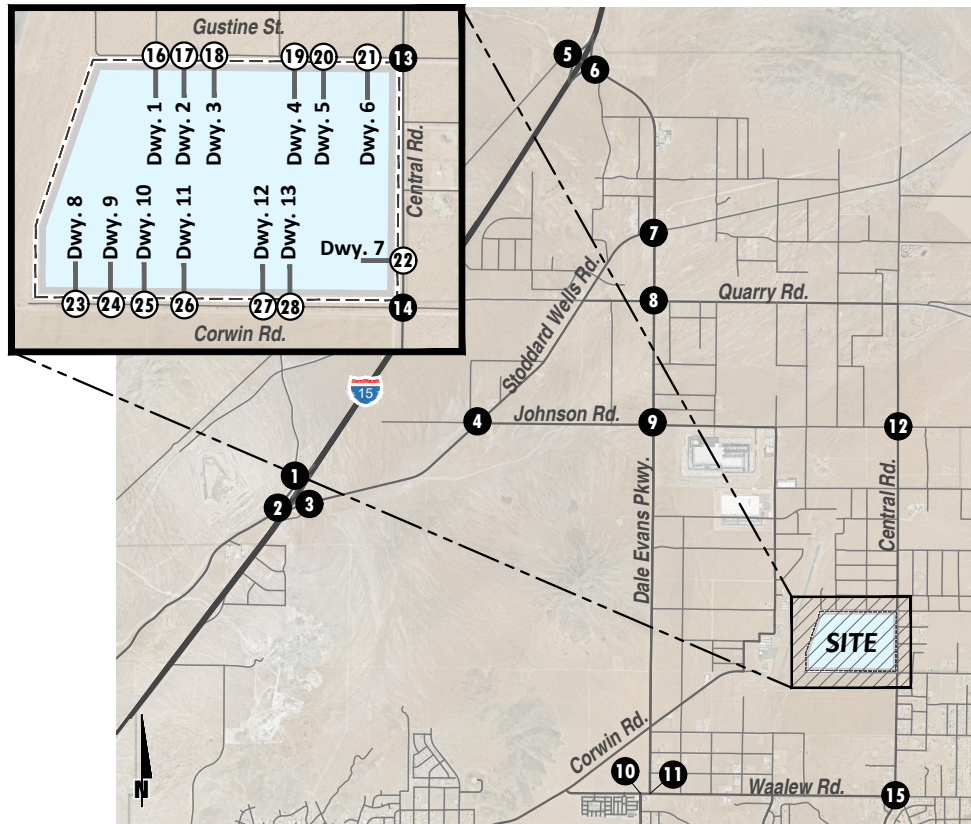 Gustine St.
16 17 18 19 20 21 13
Dwy. 1
Dwy. 2
Dwy. 3
Dwy. 4
Dwy. 5
Dwy. 6
Central Rd.
Dwy. 8
Dwy. 9
Dwy. 10
Dwy. 11
Dwy. 12
Dwy. 13
Dwy. 7
22
23 24 25 26 27 28 14
Corwin Rd.
5
6
7
Stoddard Wells Rd.
8
Quarry Rd.
15
4
Johnson Rd.
9
12
1
2
3
Dale Evans Pkwy.
Central Rd.
SITE
Corwin Rd.
10
11
Waalew Rd.
15
N